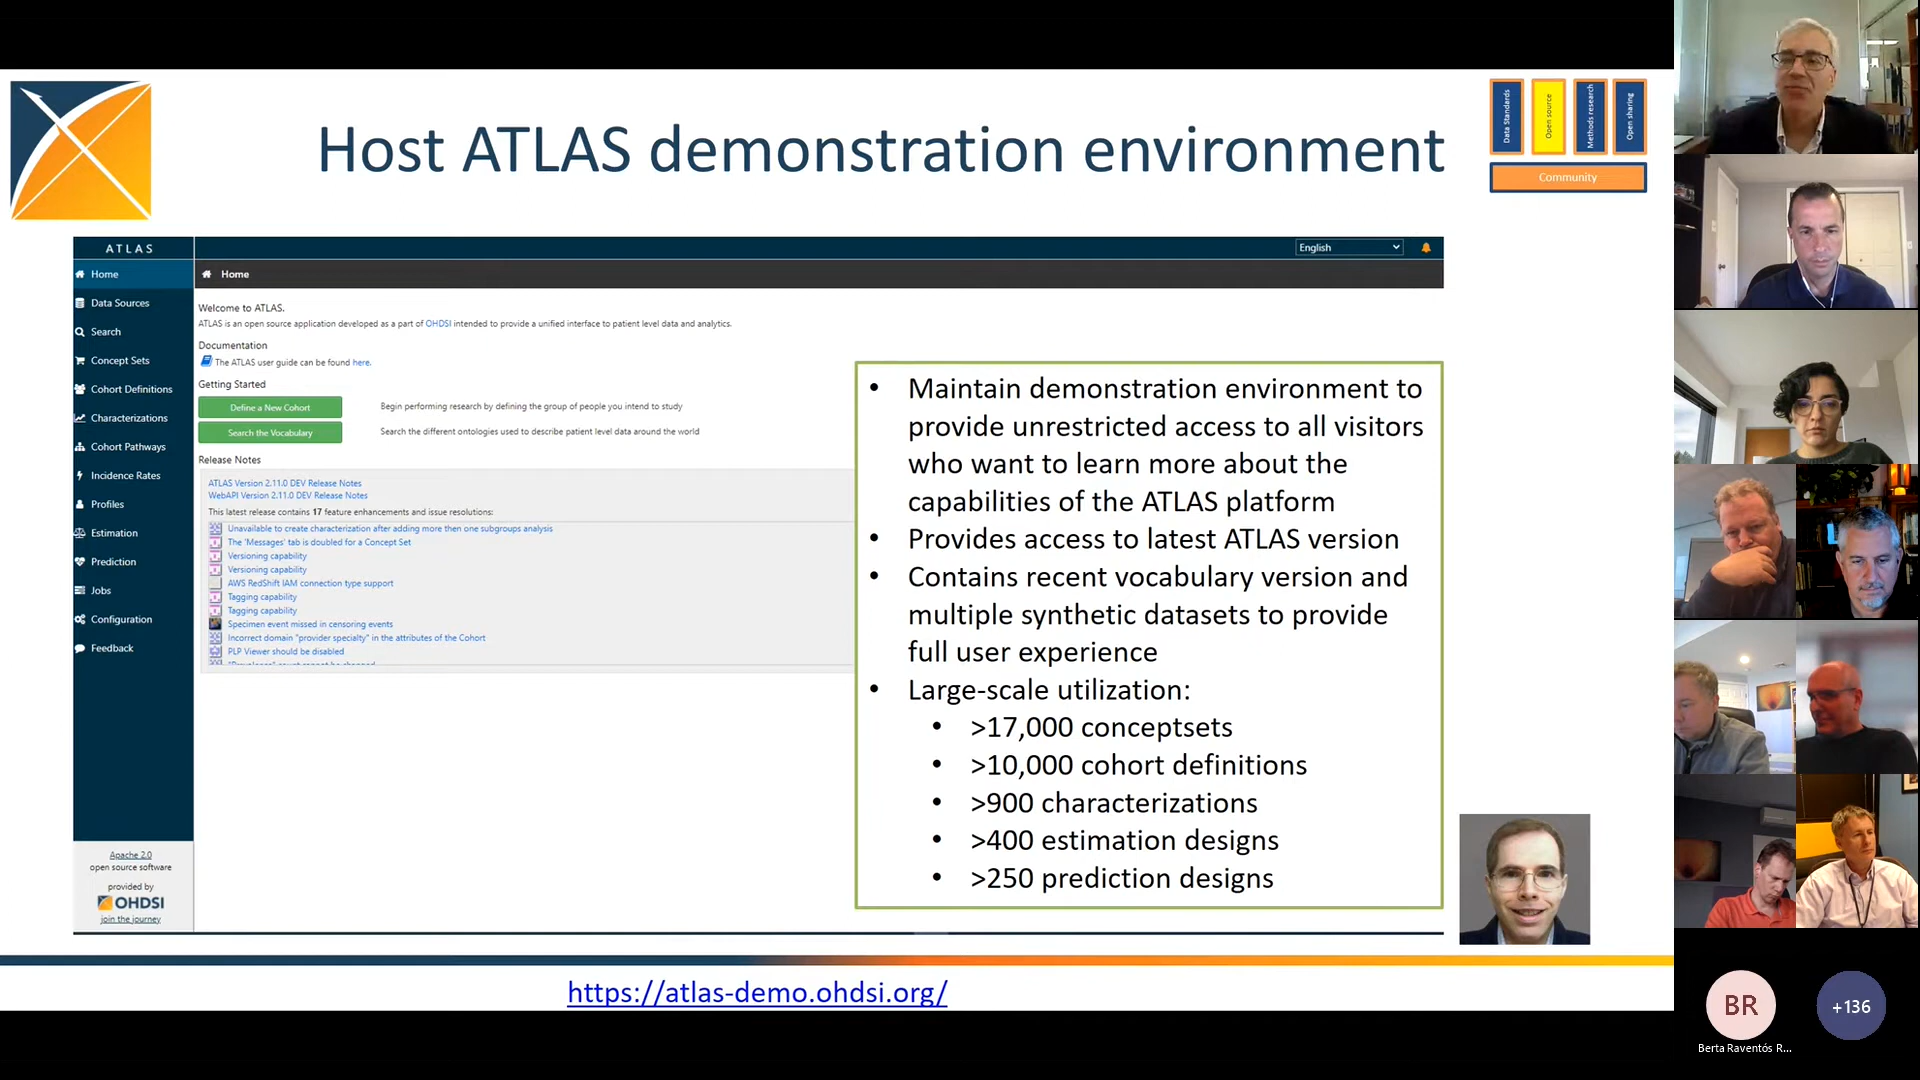 Host ATLAS demonstration environment
Data Standards
Open source
Methods research
Open sharing
Community
ATLAS
English
Home
Data Sources
Search
Concept Sets
Cohort Definitions
Characterizations
Cohort Pathways
Incidence Rates
Profiles
Estimation
Prediction
Jobs
Configuration
Feedback
Apache 2.0
open source software
provided by
OHDSI
join the journey
Home
Welcome to ATLAS.
ATLAS is an open source application developed as a part of OHDSI intended to provide a unified interface to patient level data and analytics.
Documentation
The ATLAS user guide can be found here.
Getting Started
Define a New Cohort
Begin performing research by defining the group of people you intend to study
Search the Vocabulary
Search the different ontologies used to describe patient level data around the world
Release Notes
ATLAS Version 2.11.0 DEV Release Notes
WebAPI Version 2.11.0 DEV Release Notes
This latest release contains 17 feature enhancements and issue resolutions:
Unavailable to create characterization after adding more then one subgroups analysis
The 'Messages' tab is doubled for a Concept Set
Versioning capability
Versioning capability
AWS RedShift IAM connection type support
Tagging capability
Tagging capability
Specimen event missed in censoring events
Incorrect domain "provider specialty" in the attributes of the Cohort
PLP Viewer should be disabled
• Maintain demonstration environment to
provide unrestricted access to all visitors
who want to learn more about the
capabilities of the ATLAS platform
• Provides access to latest ATLAS version
• Contains recent vocabulary version and
multiple synthetic datasets to provide
full user experience
• Large-scale utilization:
• >17,000 conceptsets
• >10,000 cohort definitions
• >900 characterizations
• >400 estimation designs
• >250 prediction designs
https://atlas-demo.ohdsi.org/
BR
+136
Berta Raventós R...